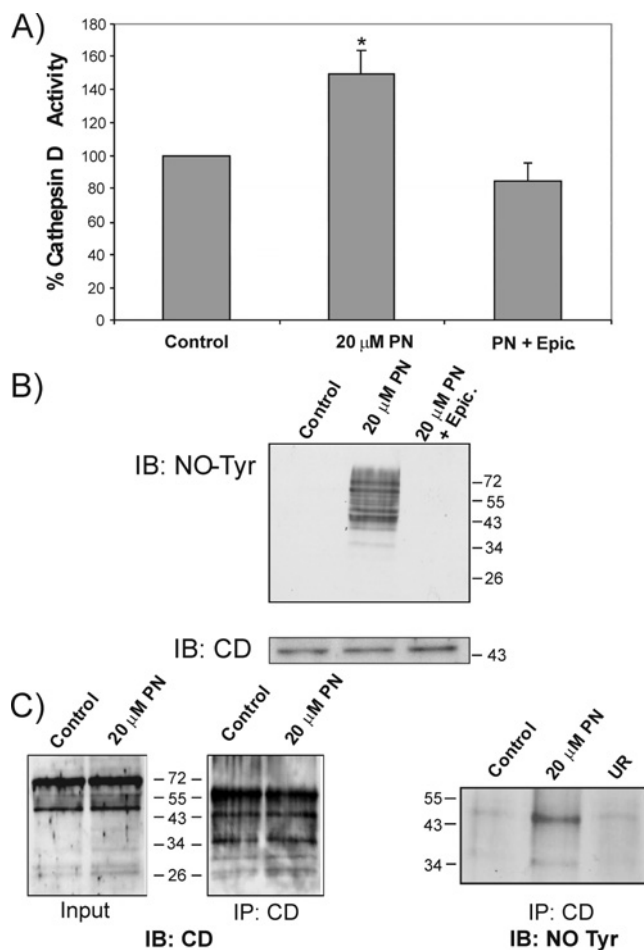 A)
% Cathepsin D Activity
180
160
140
120
100
80
60
40
20
0
*
Control
20 μM PN
PN + Epic.
B)
Control
20 μM PN
20 μM PN
+ Epic.
IB: NO-Tyr
72
55
43
34
26
IB: CD
43
C)
Control
20 μM PN
72
55
43
34
26
Control
20 μM PN
Input
IP: CD
IB: CD
Control
20 μM PN
UR
55
43
34
IP: CD
IB: NO Tyr